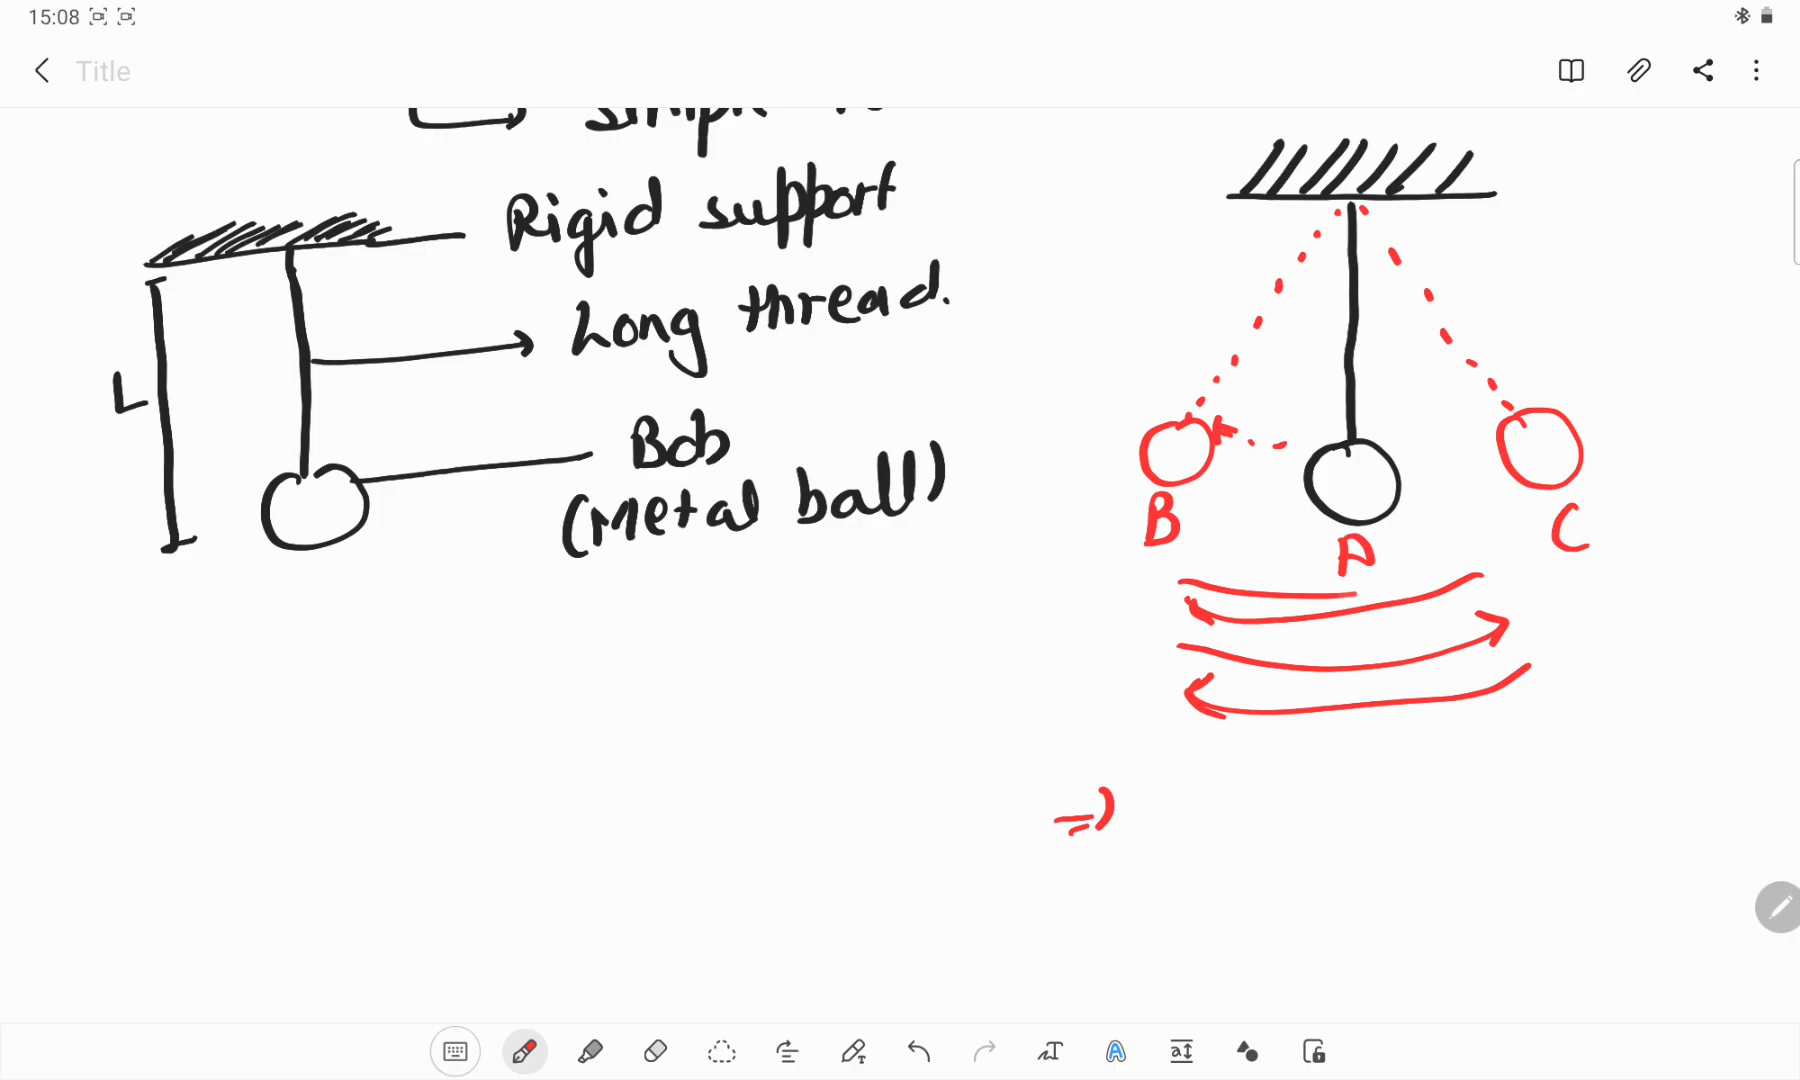 15:08
Title
Rigid support
Long thread.
L
Bob
(Metal ball)
B
A
C